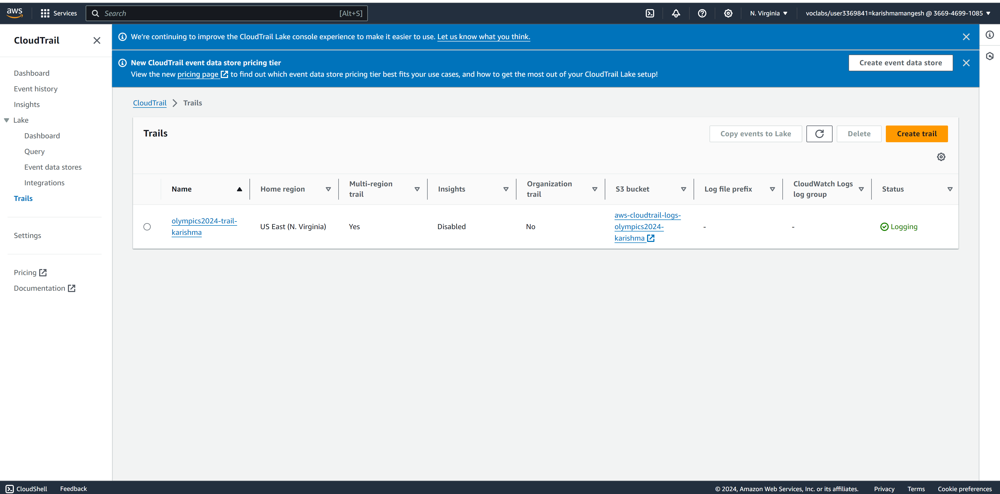 aws
Services
Search
[Alt+S]
N. Virginia
voclabs/user3369841=karishmamangesh @ 3669-4699-1085
CloudTrail
Dashboard
Event history
Insights
Lake
Dashboard
Query
Event data stores
Integrations
Trails
Settings
Pricing
Documentation
We're continuing to improve the CloudTrail Lake console experience to make it easier to use. Let us know what you think.
New CloudTrail event data store pricing tier
View the new pricing page to find out which event data store pricing tier best fits your use cases, and how to get the most out of your CloudTrail Lake setup!
Create event data store
CloudTrail > Trails
Trails
Copy events to Lake
Delete
Create trail
Name
Home region
Multi-region
trail
Insights
Organization
trail
S3 bucket
Log file prefix
CloudWatch Logs
log group
Status
olympics2024-trail-
karishma
US East (N. Virginia)
Yes
Disabled
No
aws-cloudtrail-logs-
olympics2024-
karishma
-
-
Logging
CloudShell
Feedback
© 2024, Amazon Web Services, Inc. or its affiliates.
Privacy
Terms
Cookie preferences